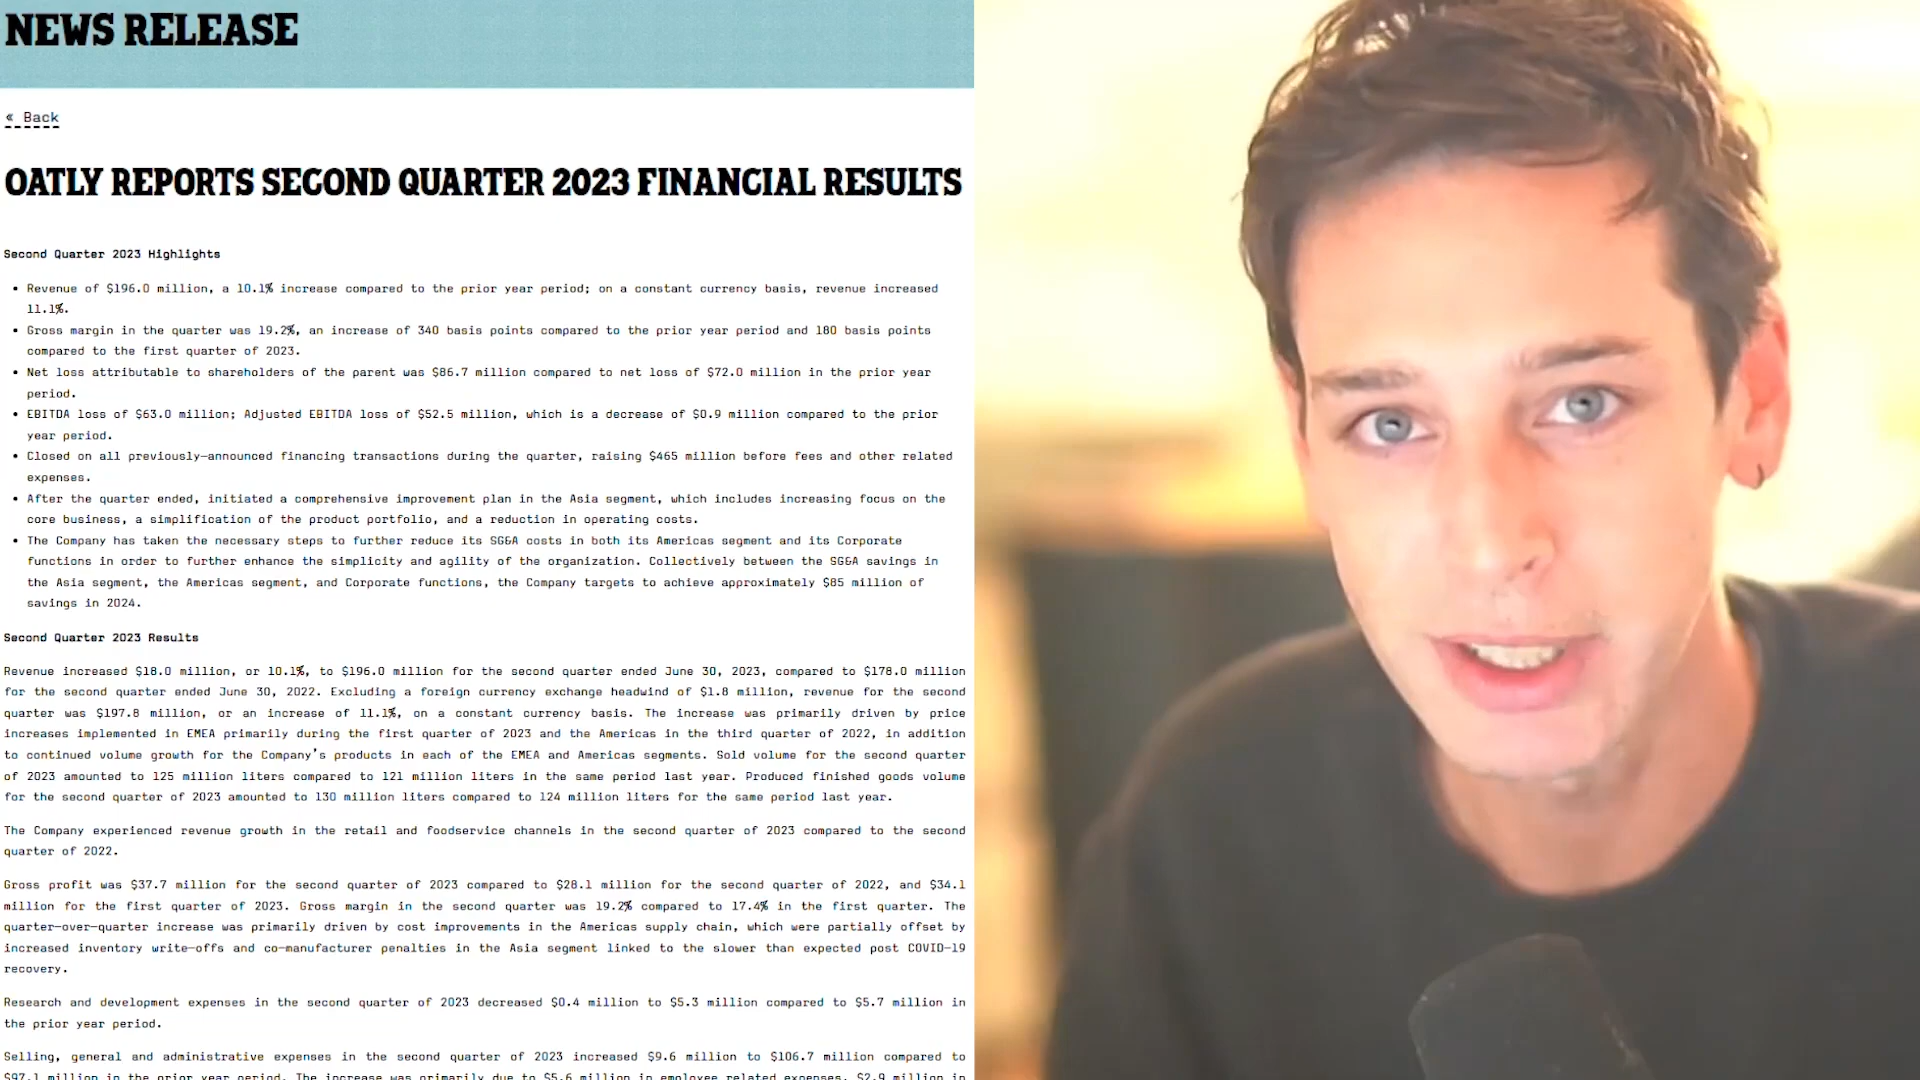 NEWS RELEASE
« Back
OATLY REPORTS SECOND QUARTER 2023 FINANCIAL RESULTS
Second Quarter 2023 Highlights
• Revenue of $196.0 million, a 10.1% increase compared to the prior year period; on a constant currency basis, revenue increased
11.1%.
• Gross margin in the quarter was 19.2%, an increase of 340 basis points compared to the prior year period and 180 basis points
compared to the first quarter of 2023.
• Net loss attributable to shareholders of the parent was $86.7 million compared to net loss of $72.0 million in the prior year
period.
• EBITDA loss of $63.0 million; Adjusted EBITDA loss of $52.5 million, which is a decrease of $0.9 million compared to the prior
year period.
• Closed on all previously-announced financing transactions during the quarter, raising $465 million before fees and other related
expenses.
• After the quarter ended, initiated a comprehensive improvement plan in the Asia segment, which includes increasing focus on the
core business, a simplification of the product portfolio, and a reduction in operating costs.
• The Company has taken the necessary steps to further reduce its SG&A costs in both its Americas segment and its Corporate
functions in order to further enhance the simplicity and agility of the organization. Collectively between the SG&A savings in
the Asia segment, the Americas segment, and Corporate functions, the Company targets to achieve approximately $85 million of
savings in 2024.
Second Quarter 2023 Results
Revenue increased $18.0 million, or 10.1%, to $196.0 million for the second quarter ended June 30, 2023, compared to $178.0 million
for the second quarter ended June 30, 2022. Excluding a foreign currency exchange headwind of $1.8 million, revenue for the second
quarter was $197.8 million, or an increase of 11.1%, on a constant currency basis. The increase was primarily driven by price
increases implemented in EMEA primarily during the first quarter of 2023 and the Americas in the third quarter of 2022, in addition
to continued volume growth for the Company's products in each of the EMEA and Americas segments. Sold volume for the second quarter
of 2023 amounted to 125 million liters compared to 121 million liters in the same period last year. Produced finished goods volume
for the second quarter of 2023 amounted to 130 million liters compared to 124 million liters for the same period last year.
The Company experienced revenue growth in the retail and foodservice channels in the second quarter of 2023 compared to the second
quarter of 2022.
Gross profit was $37.7 million for the second quarter of 2023 compared to $28.1 million for the second quarter of 2022, and $34.1
million for the first quarter of 2023. Gross margin in the second quarter was 19.2% compared to 17.4% in the first quarter. The
quarter-over-quarter increase was primarily driven by cost improvements in the Americas supply chain, which were partially offset by
increased inventory write-offs and co-manufacturer penalties in the Asia segment linked to the slower than expected post COVID-19
recovery.
Research and development expenses in the second quarter of 2023 decreased $0.4 million to $5.3 million compared to $5.7 million in
the prior year period.
Selling, general and administrative expenses in the second quarter of 2023 increased $9.6 million to $106.7 million compared to
$97.1 million in the prior year period. The increase was primarily due to $5.6 million in employee related expenses, $2.9 million in